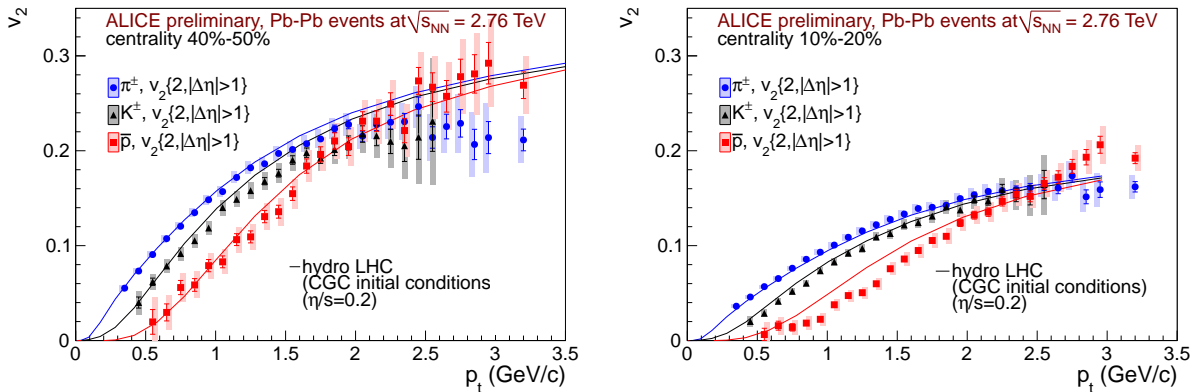 v₂
ALICE preliminary, Pb-Pb events at √s_NN = 2.76 TeV
centrality 40%-50%
0.3
π±, v₂{2,|Δη|>1}
K±, v₂{2,|Δη|>1}
p̅, v₂{2,|Δη|>1}
0.2
0.1
hydro LHC
(CGC initial conditions
(η/s=0.2)
0
0 0.5 1 1.5 2 2.5 3 3.5
p_t (GeV/c)
v₂
ALICE preliminary, Pb-Pb events at √s_NN = 2.76 TeV
centrality 10%-20%
0.3
π±, v₂{2,|Δη|>1}
K±, v₂{2,|Δη|>1}
p̅, v₂{2,|Δη|>1}
0.2
0.1
hydro LHC
(CGC initial conditions)
(η/s=0.2)
0
0 0.5 1 1.5 2 2.5 3 3.5
p_t (GeV/c)